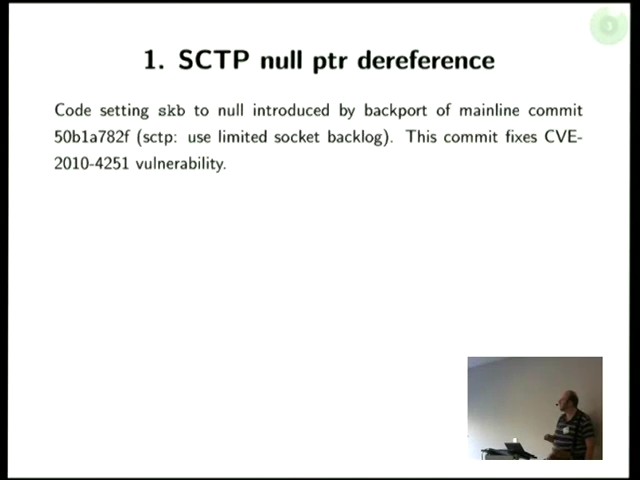 1. SCTP null ptr dereference
Code setting skb to null introduced by backport of mainline commit
50b1a782f (sctp: use limited socket backlog). This commit fixes CVE-
2010-4251 vulnerability.